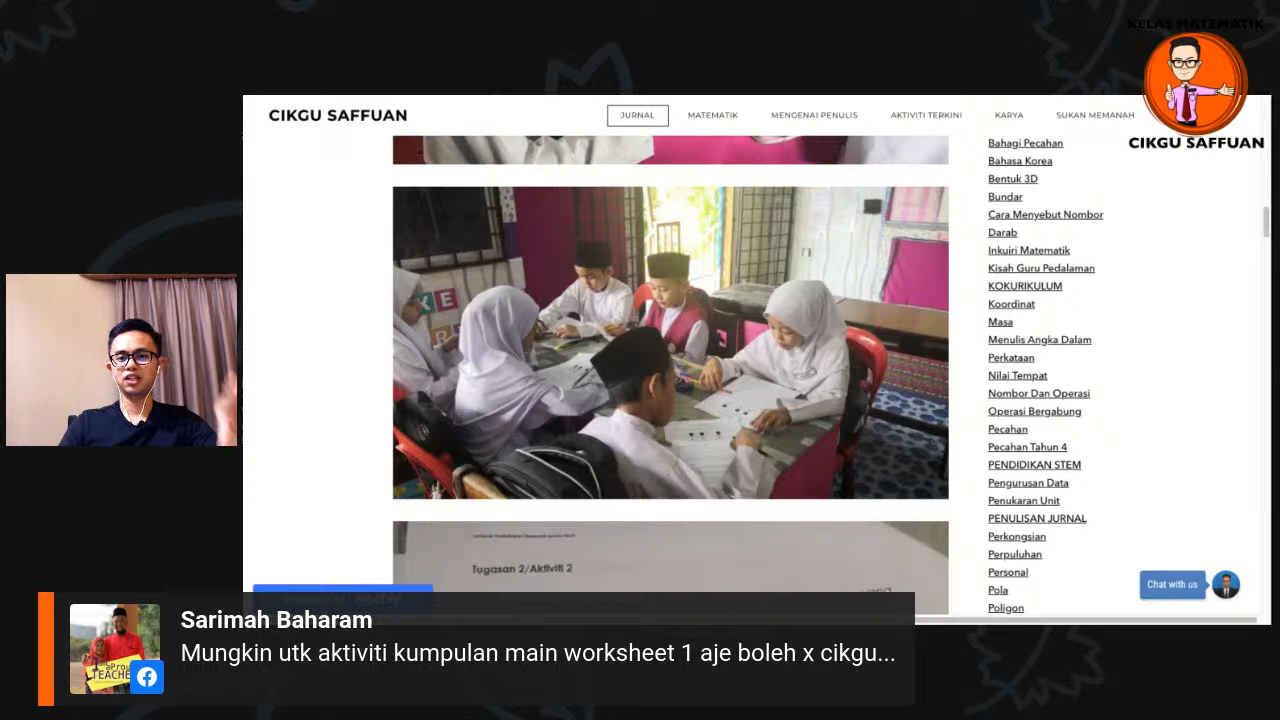 KELAS MATEMATIK
CIKGU SAFFUAN
CIKGU SAFFUAN
JURNAL
MATEMATIK
MENGENAI PENULIS
AKTIVITI TERKINI
KARYA
SUKAN MEMANAH
Bahagi Pecahan
Bahasa Korea
Bentuk 3D
Bundar
Cara Menyebut Nombor
Darab
Inkuiri Matematik
Kisah Guru Pedalaman
KOKURIKULUM
Koordinat
Masa
Menulis Angka Dalam
Perkataan
Nilai Tempat
Nombor Dan Operasi
Operasi Bergabung
Pecahan
Pecahan Tahun 4
PENDIDIKAN STEM
Pengurusan Data
Penukaran Unit
PENULISAN JURNAL
Perkongsian
Perpuluhan
Personal
Pola
Poligon
Tugasan 2/Aktiviti 2
Chat with us
Sarimah Baharam
Mungkin utk aktiviti kumpulan main worksheet 1 aje boleh x cikgu...